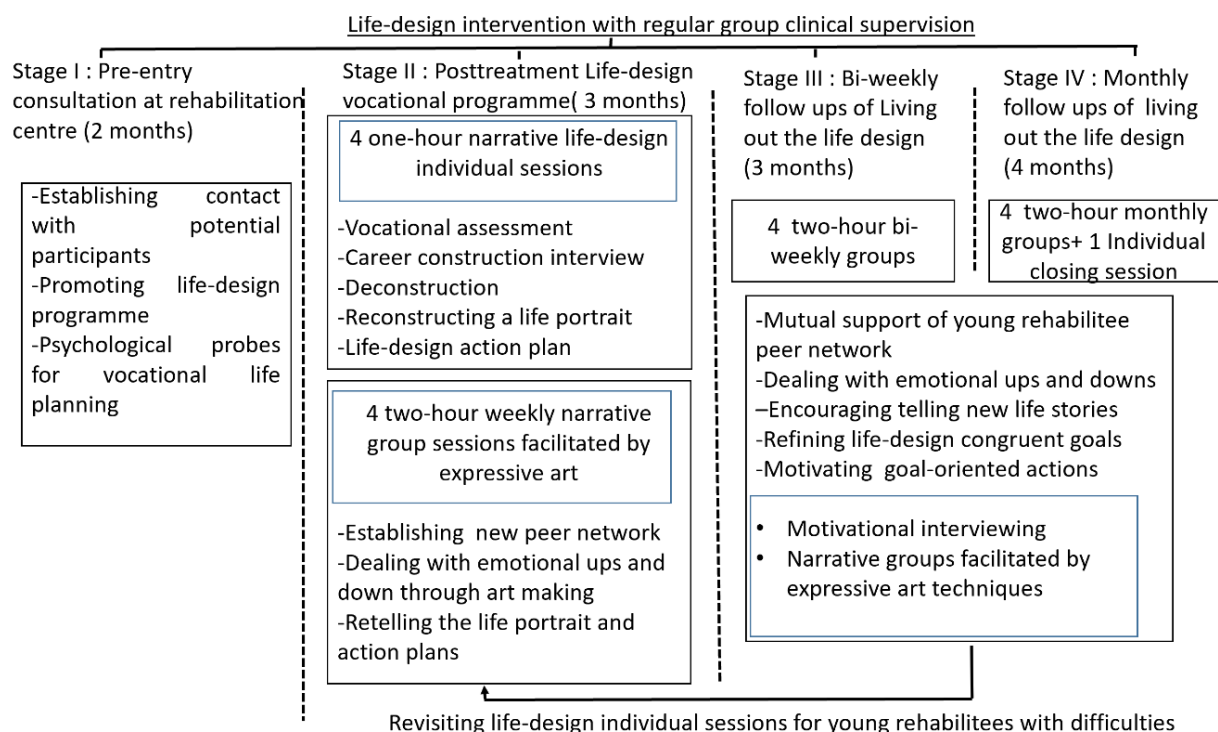 Life-design intervention with regular group clinical supervision
Stage I : Pre-entry
consultation at rehabilitation
centre (2 months)
-Establishing contact
with potential
participants
-Promoting life-design
programme
-Psychological probes
for vocational life
planning
Stage II : Posttreatment Life-design
vocational programme( 3 months)
4 one-hour narrative life-design
individual sessions
-Vocational assessment
-Career construction interview
-Deconstruction
-Reconstructing a life portrait
-Life-design action plan
4 two-hour weekly narrative
group sessions facilitated by
expressive art
-Establishing new peer network
-Dealing with emotional ups and
down through art making
-Retelling the life portrait and
action plans
Stage III : Bi-weekly
follow ups of Living
out the life design
(3 months)
4 two-hour bi-
weekly groups
Stage IV : Monthly
follow ups of living
out the life design
(4 months)
4 two-hour monthly
groups+ 1 Individual
closing session
-Mutual support of young rehabilitee
peer network
-Dealing with emotional ups and downs
–Encouraging telling new life stories
-Refining life-design congruent goals
-Motivating goal-oriented actions
• Motivational interviewing
• Narrative groups facilitated by
expressive art techniques
Revisiting life-design individual sessions for young rehabilitees with difficulties